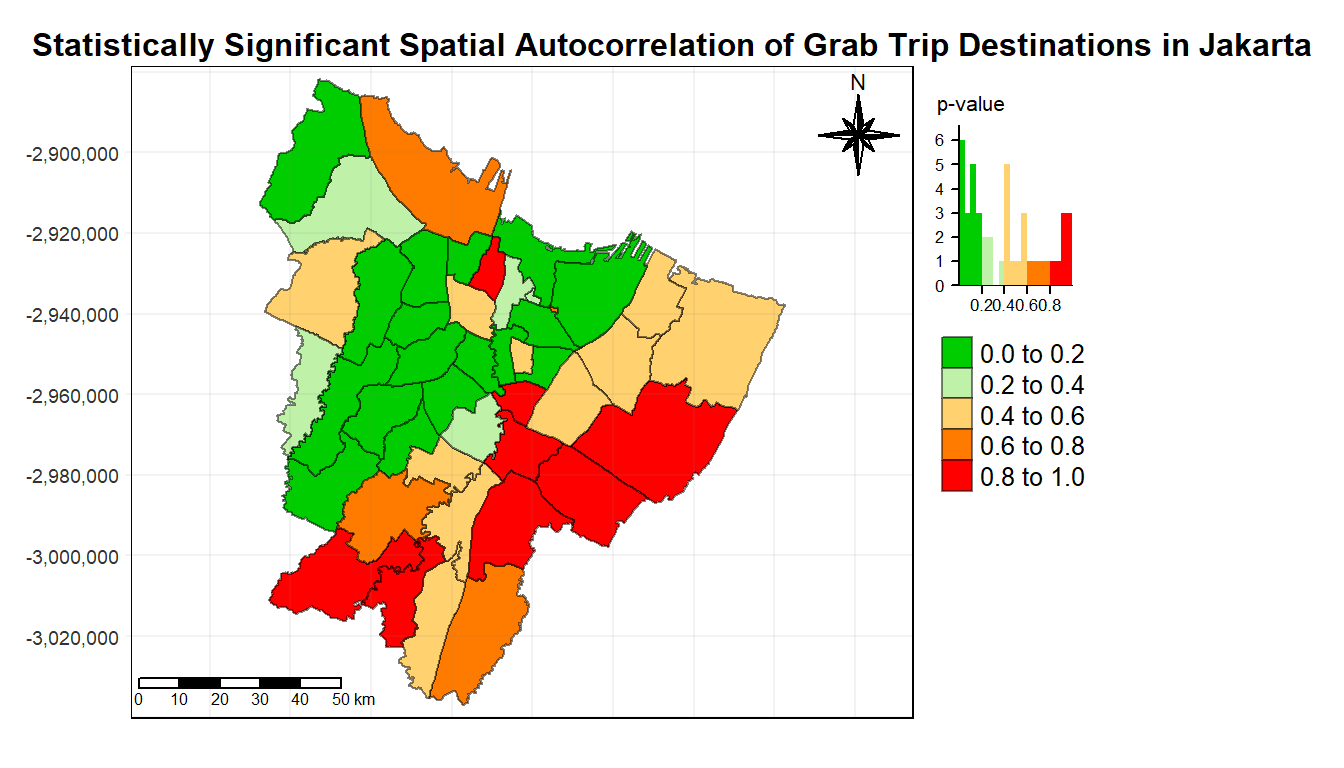 Statistically Significant Spatial Autocorrelation of Grab Trip Destinations in Jakarta
N
-2,900,000
-2,920,000
-2,940,000
-2,960,000
-2,980,000
-3,000,000
-3,020,000
0 10 20 30 40 50 km
p-value
6
5
4
3
2
1
0
0.20.40.60.8
0.0 to 0.2
0.2 to 0.4
0.4 to 0.6
0.6 to 0.8
0.8 to 1.0